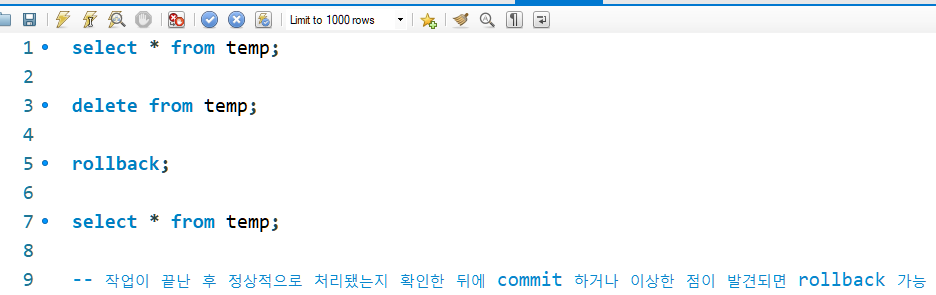 Limit to 1000 rows
1 select * from temp;
2
3 delete from temp;
4
5 rollback;
6
7 select * from temp;
8
9 -- 작업이 끝난 후 정상적으로 처리됐는지 확인한 뒤에 commit 하거나 이상한 점이 발견되면 rollback 가능